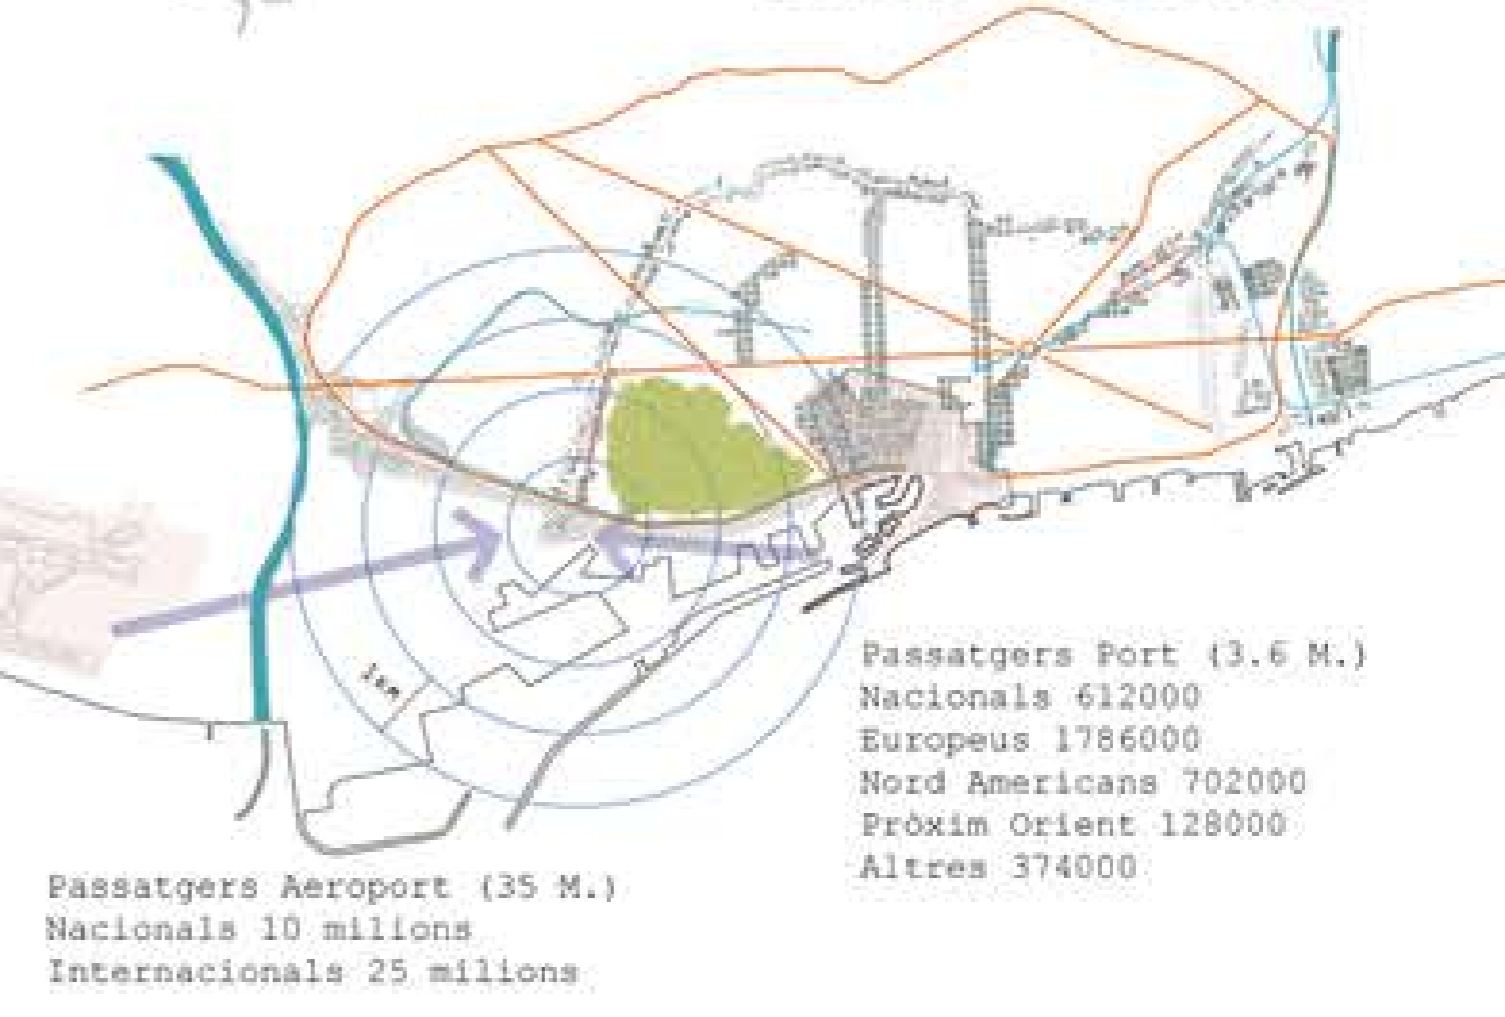 1km
Passatgers Port (3.6 M.)
Nacionals 612000
Europeus 1786000
Nord Americans 702000
Pròxim Orient 128000
Altres 374000
Passatgers Aeroport (35 M.)
Nacionals 10 milions
Internacionals 25 milions